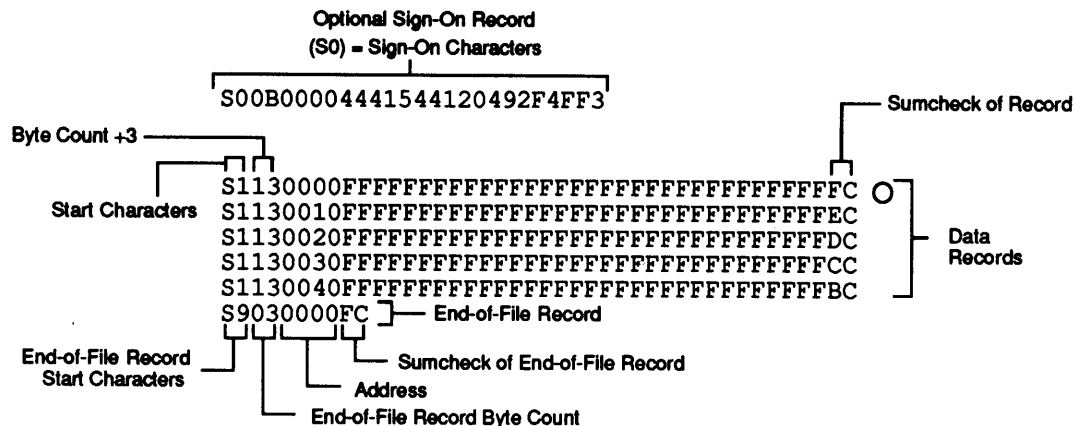 Optional Sign-On Record
(S0) = Sign-On Characters
S00B00004441544120492F4FF3
Sumcheck of Record
Byte Count +3
Start Characters
S1130000FFFFFFFFFFFFFFFFFFFFFFFFFFFFFFFFFC
S1130010FFFFFFFFFFFFFFFFFFFFFFFFFFFFFFFFEC
S1130020FFFFFFFFFFFFFFFFFFFFFFFFFFFFFFFFDC
S1130030FFFFFFFFFFFFFFFFFFFFFFFFFFFFFFFFCC
S1130040FFFFFFFFFFFFFFFFFFFFFFFFFFFFFFFFBC
Data
Records
S9030000FC
End-of-File Record
End-of-File Record
Start Characters
Sumcheck of End-of-File Record
Address
End-of-File Record Byte Count